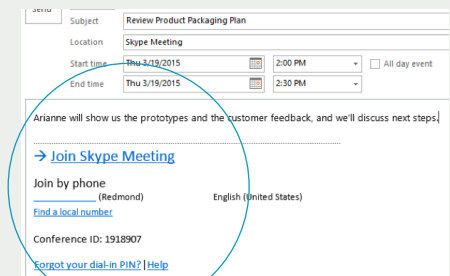 Send
Subject Review Product Packaging Plan
Location Skype Meeting
Start time Thu 3/19/2015 2:00 PM All day event
End time Thu 3/19/2015 2:30 PM
Arianne will show us the prototypes and the customer feedback, and we'll discuss next steps.
→ Join Skype Meeting
Join by phone
(Redmond) English (United States)
Find a local number
Conference ID: 1918907
Forgot your dial-in PIN? | Help